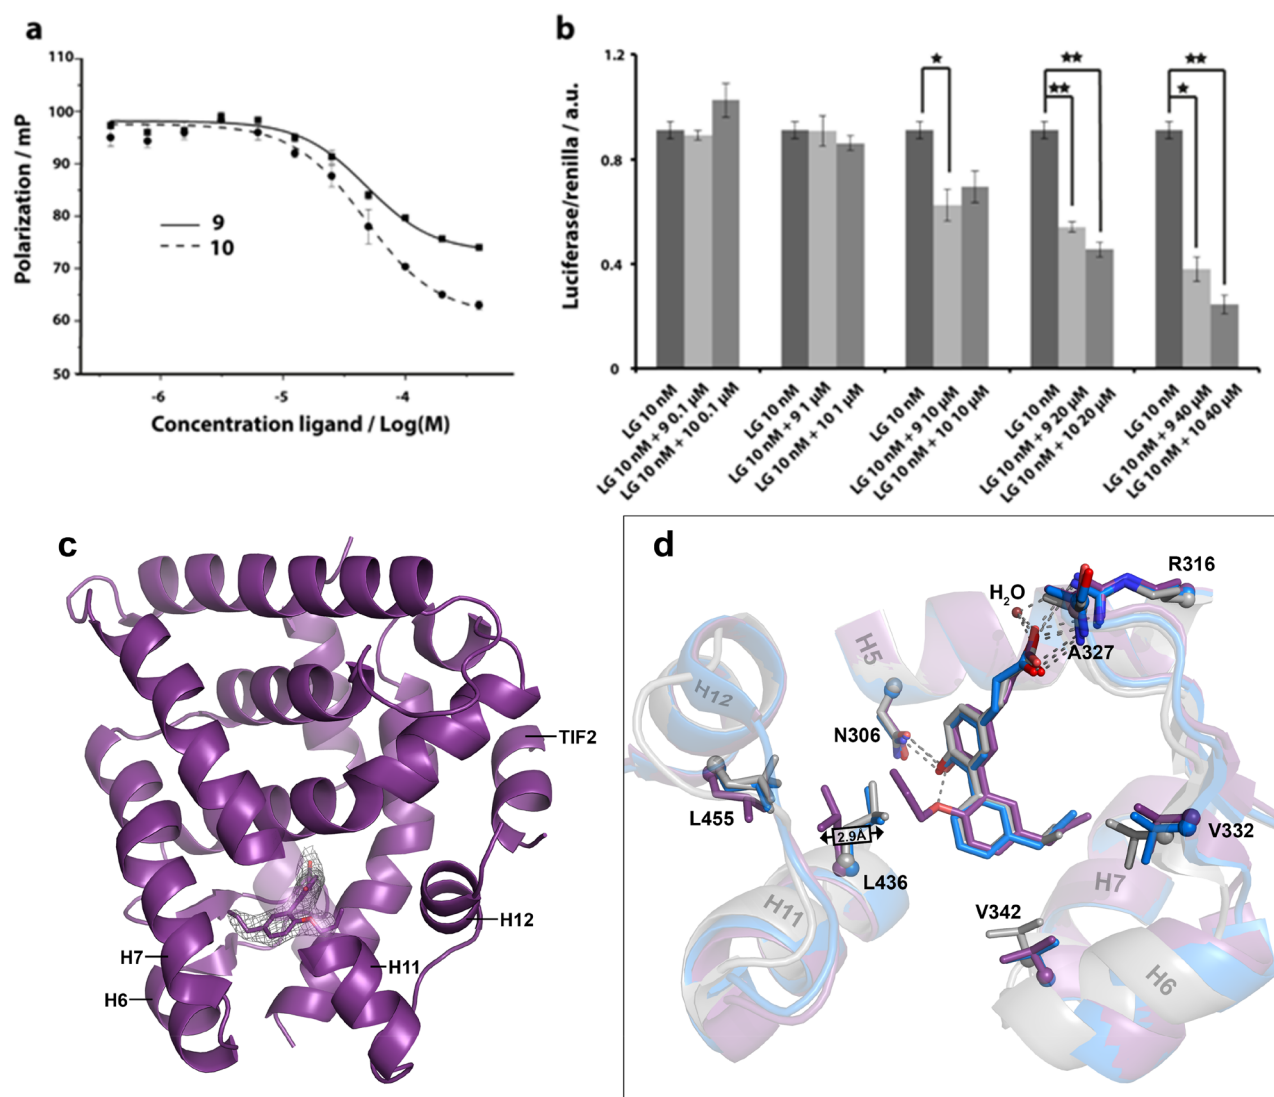 a
Polarization / mP
110
100
90
80
70
60
50
9
10
-6
-5
-4
Concentration ligand / Log(M)
b
Luciferase/renilla / a.u.
1.2
0.8
0.4
0
★
★★
★★
★★
★
LG 10 nM
LG 10 nM + 9 0.1 µM
LG 10 nM + 10 0.1 µM
LG 10 nM
LG 10 nM + 9 1 µM
LG 10 nM + 10 1 µM
LG 10 nM
LG 10 nM + 9 10 µM
LG 10 nM + 10 10 µM
LG 10 nM
LG 10 nM + 9 20 µM
LG 10 nM + 10 20 µM
LG 10 nM
LG 10 nM + 9 40 µM
LG 10 nM + 10 40 µM
c
TIF2
H12
H11
H7
H6
d
R316
H₂O
A327
H5
H12
N306
L455
2.9Å
L436
V332
H7
H11
V342
H6